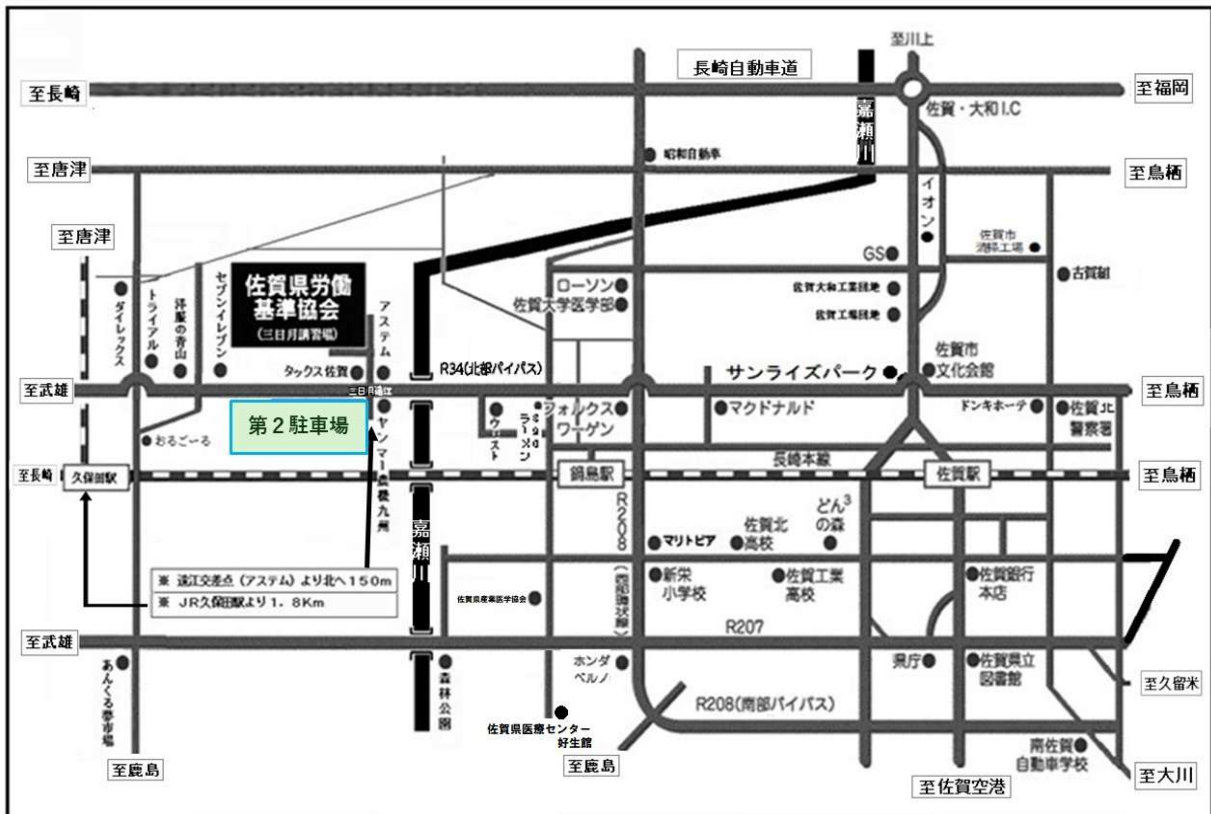 至川上
長崎自動車道
至長崎
至福岡
嘉瀬川
佐賀・大和I.C
昭和自動車
至唐津
至鳥栖
イオン
至唐津
佐賀市
清掃工場
GS
古賀組
佐賀県労働
基準協会
(三日月講習場)
ローソン
佐賀大学医学部
佐賀大和工業団地
佐賀工場団地
ダイレックス
トライアル
洋服の青山
セブンイレブン
アステム
タックス佐賀
R34(北部バイパス)
サンライズパーク
佐賀市
文化会館
至武雄
至鳥栖
第2駐車場
ヤンマー農機九州
おるごーる
ウエスト
ラーメン
フォルクス
ワーゲン
マクドナルド
ドンキホーテ
佐賀北
警察署
長崎本線
至長崎
久保田駅
鍋島駅
佐賀駅
至鳥栖
R208
(西部環状線)
嘉瀬川
マリトピア
佐賀北
高校
どん3
の森
※ 遠江交差点(アステム)より北へ150m
※ JR久保田駅より1.8Km
佐賀県産業医学協会
新栄
小学校
佐賀工業
高校
佐賀銀行
本店
至武雄
R207
あんくる夢市場
森林公園
ホンダ
ベルノ
県庁
佐賀県立
図書館
至久留米
R208(南部バイパス)
佐賀県医療センター
好生館
至鹿島
至鹿島
南佐賀
自動車学校
至佐賀空港
至大川